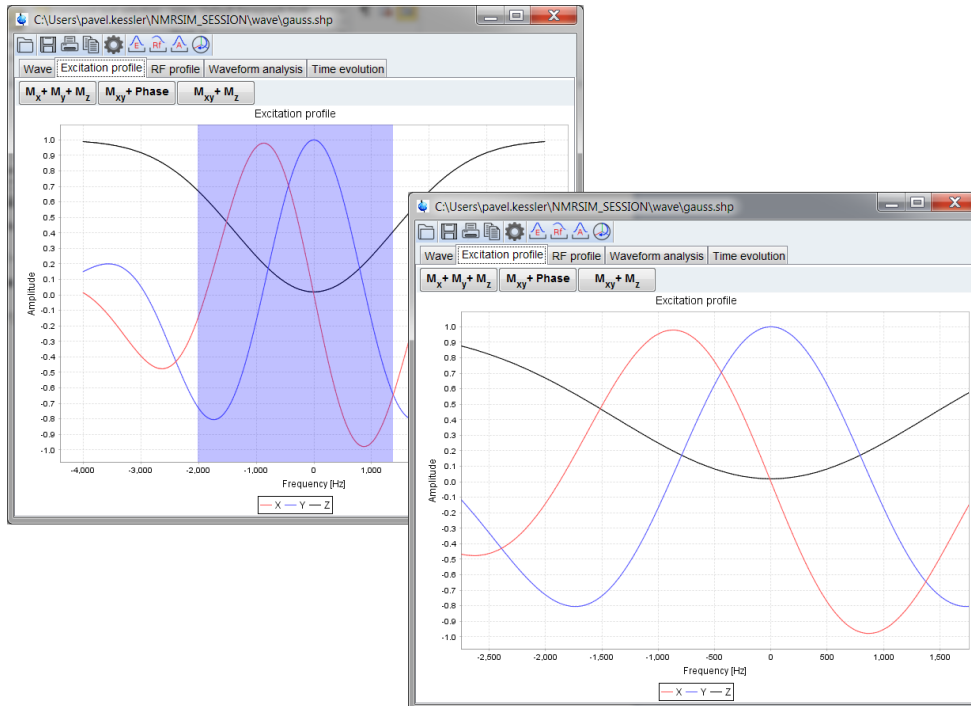 C:\Users\pavel.kessler\NMRSIM_SESSION\wave\gauss.shp
E Rf A
Wave Excitation profile RF profile Waveform analysis Time evolution
Mx+ My+ Mz Mxy+ Phase Mxy+ Mz
Excitation profile
1.0
0.9
0.8
0.7
0.6
0.5
0.4
0.3
0.2
0.1
0.0
-0.1
-0.2
-0.3
-0.4
-0.5
-0.6
-0.7
-0.8
-0.9
-1.0
Amplitude
-4,000 -3,000 -2,000 -1,000 0 1,000
Frequency [Hz]
X Y Z
C:\Users\pavel.kessler\NMRSIM_SESSION\wave\gauss.shp
E Rf A
Wave Excitation profile RF profile Waveform analysis Time evolution
Mx+ My+ Mz Mxy+ Phase Mxy+ Mz
Excitation profile
1.0
0.9
0.8
0.7
0.6
0.5
0.4
0.3
0.2
0.1
0.0
-0.1
-0.2
-0.3
-0.4
-0.5
-0.6
-0.7
-0.8
-0.9
-1.0
Amplitude
-2,500 -2,000 -1,500 -1,000 -500 0 500 1,000 1,500
Frequency [Hz]
X Y Z